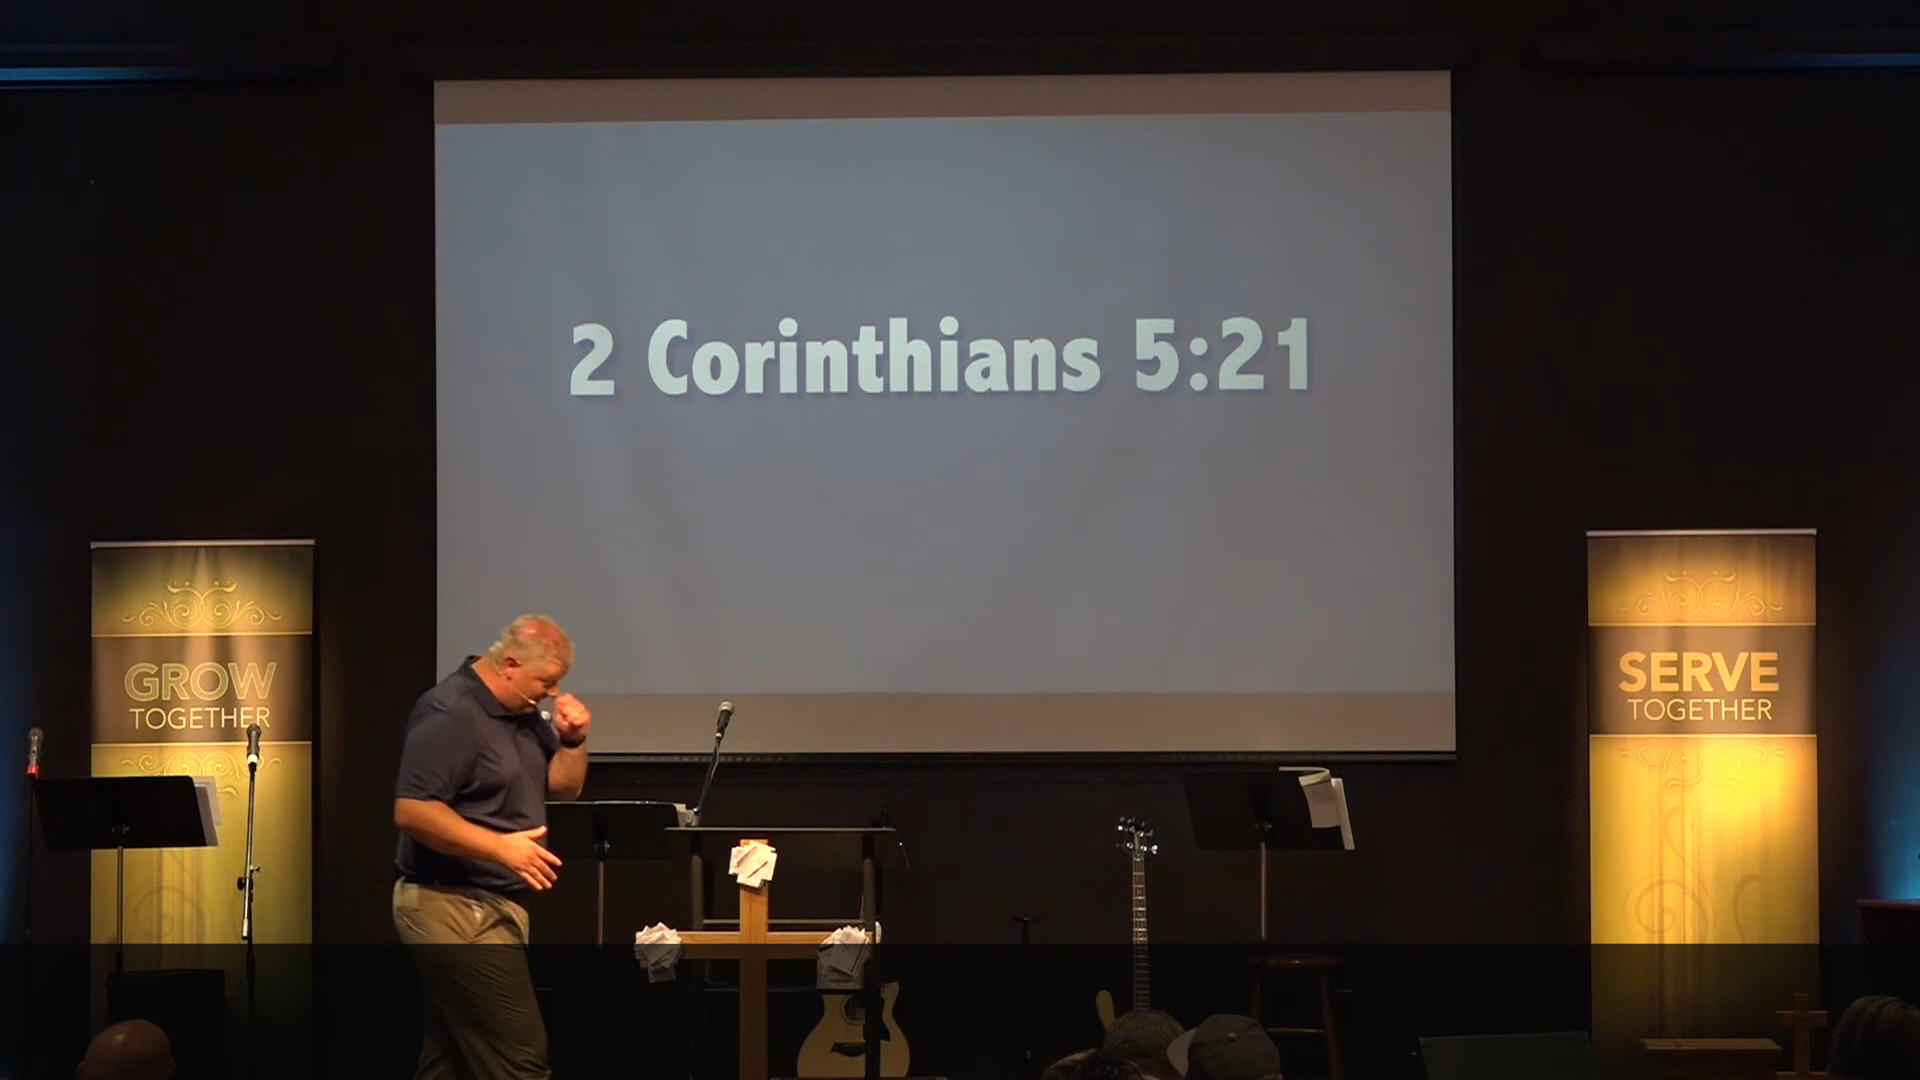 2 Corinthians 5:21
GROW
TOGETHER
SERVE
TOGETHER